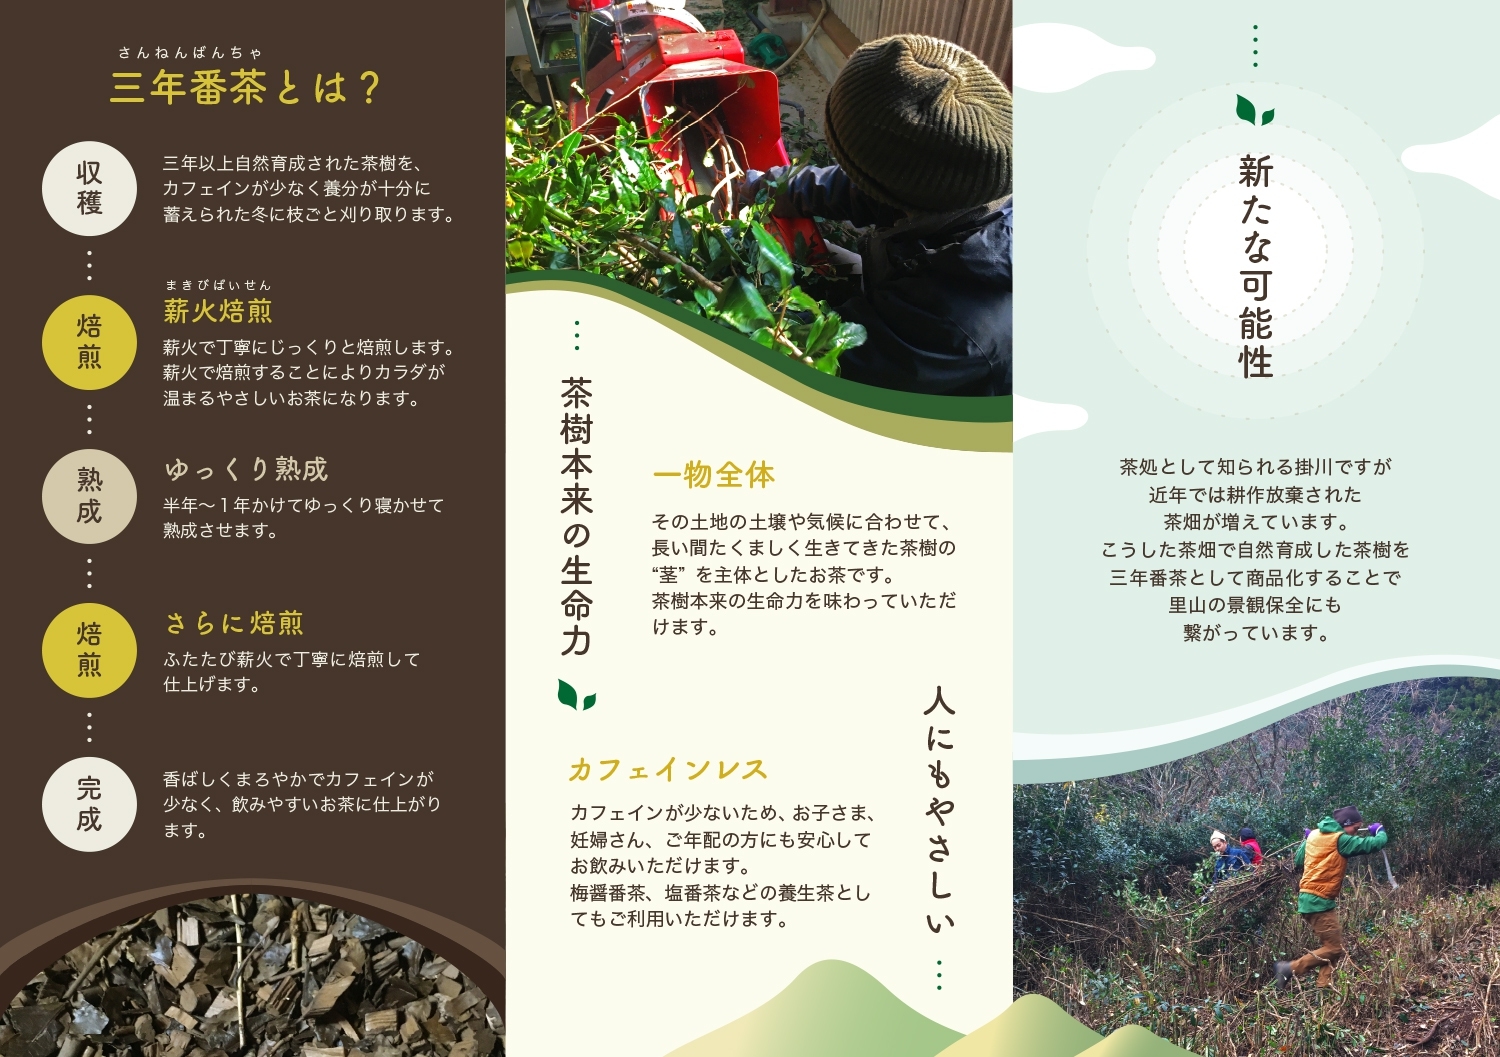 さんねんばんちゃ
三年番茶とは？
収穫
三年以上自然育成された茶樹を、
カフェインが少なく養分が十分に
蓄えられた冬に枝ごと刈り取ります。
焙煎
まきびばいせん
薪火焙煎
薪火で丁寧にじっくりと焙煎します。
薪火で焙煎することによりカラダが
温まるやさしいお茶になります。
熟成
ゆっくり熟成
半年〜１年かけてゆっくり寝かせて
熟成させます。
焙煎
さらに焙煎
ふたたび薪火で丁寧に焙煎して
仕上げます。
完成
香ばしくまろやかでカフェインが
少なく、飲みやすいお茶に仕上がり
ます。
茶樹本来の生命力
一物全体
その土地の土壌や気候に合わせて、
長い間たくましく生きてきた茶樹の
“茎”を主体としたお茶です。
茶樹本来の生命力を味わっていただ
けます。
人にもやさしい
カフェインレス
カフェインが少ないため、お子さま、
妊婦さん、ご年配の方にも安心して
お飲みいただけます。
梅醤番茶、塩番茶などの養生茶とし
てもご利用いただけます。
新たな可能性
茶処として知られる掛川ですが
近年では耕作放棄された
茶畑が増えています。
こうした茶畑で自然育成した茶樹を
三年番茶として商品化することで
里山の景観保全にも
繋がっています。